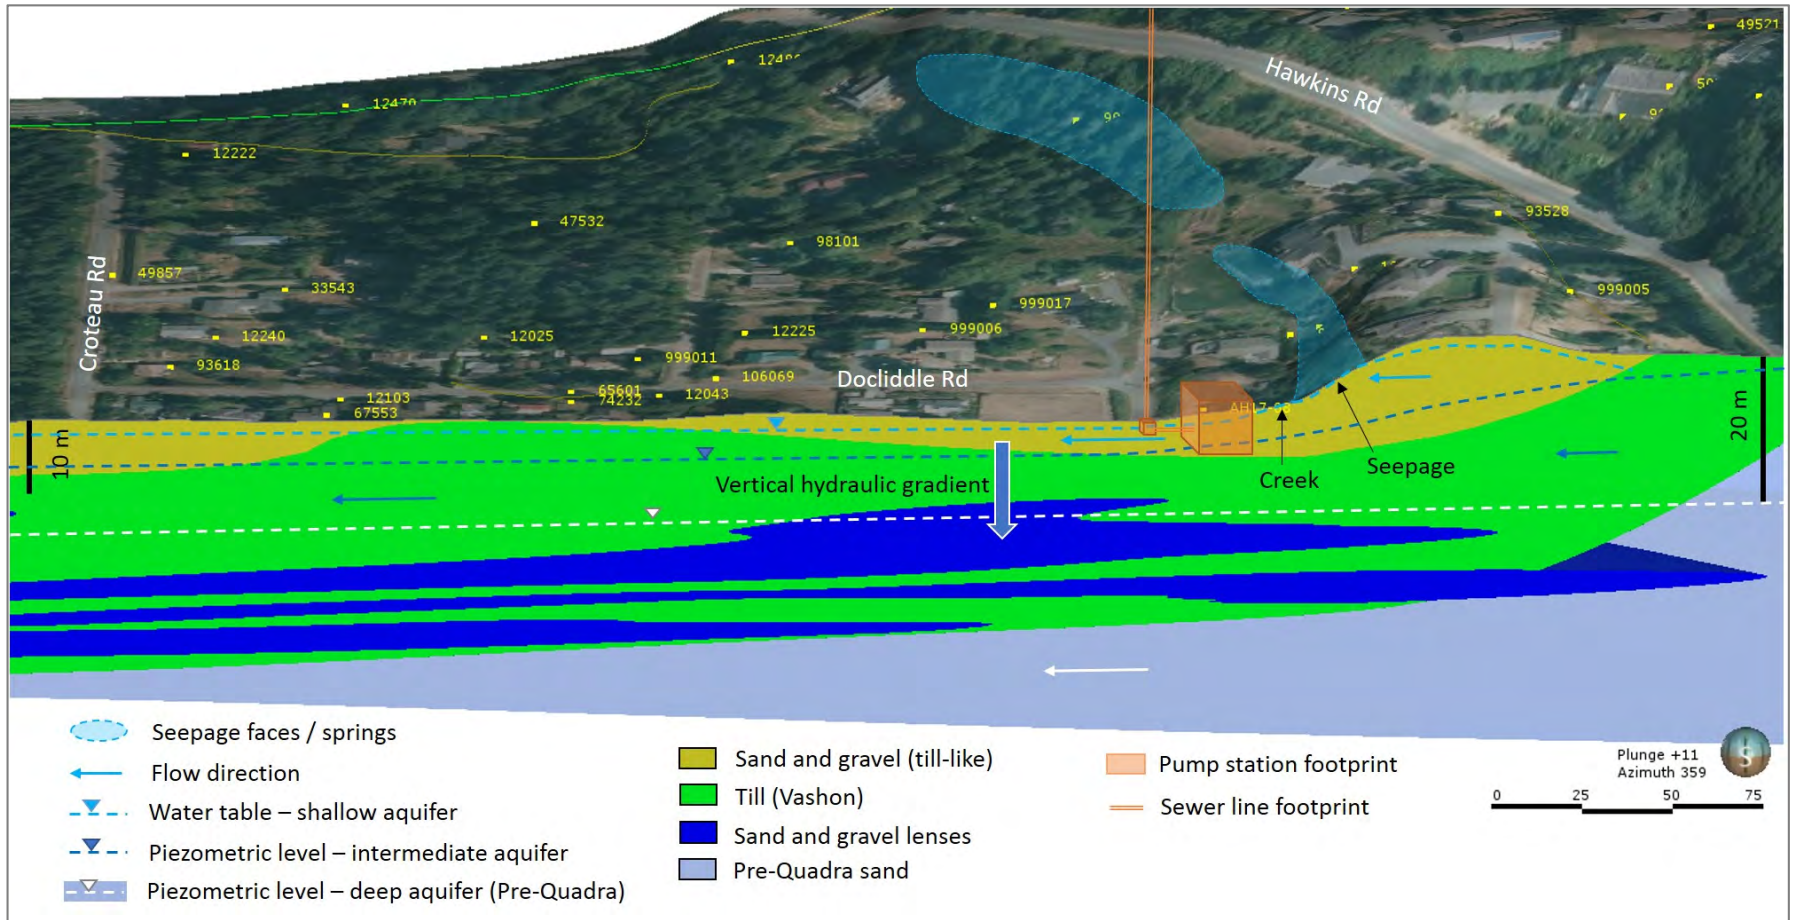 49521
12470
Hawkins Rd
12222
93528
47532
98101
Croteau Rd
49857
33543
999017
999005
12240
12025
12225
999006
93618
999011
106069
Docliddle Rd
12103
65601
74232
12043
67553
10 m
20 m
Seepage
Creek
Vertical hydraulic gradient
Seepage faces / springs
Flow direction
Water table – shallow aquifer
Piezometric level – intermediate aquifer
Piezometric level – deep aquifer (Pre-Quadra)
Sand and gravel (till-like)
Till (Vashon)
Sand and gravel lenses
Pre-Quadra sand
Pump station footprint
Sewer line footprint
Plunge +11
Azimuth 359
S
0 25 50 75